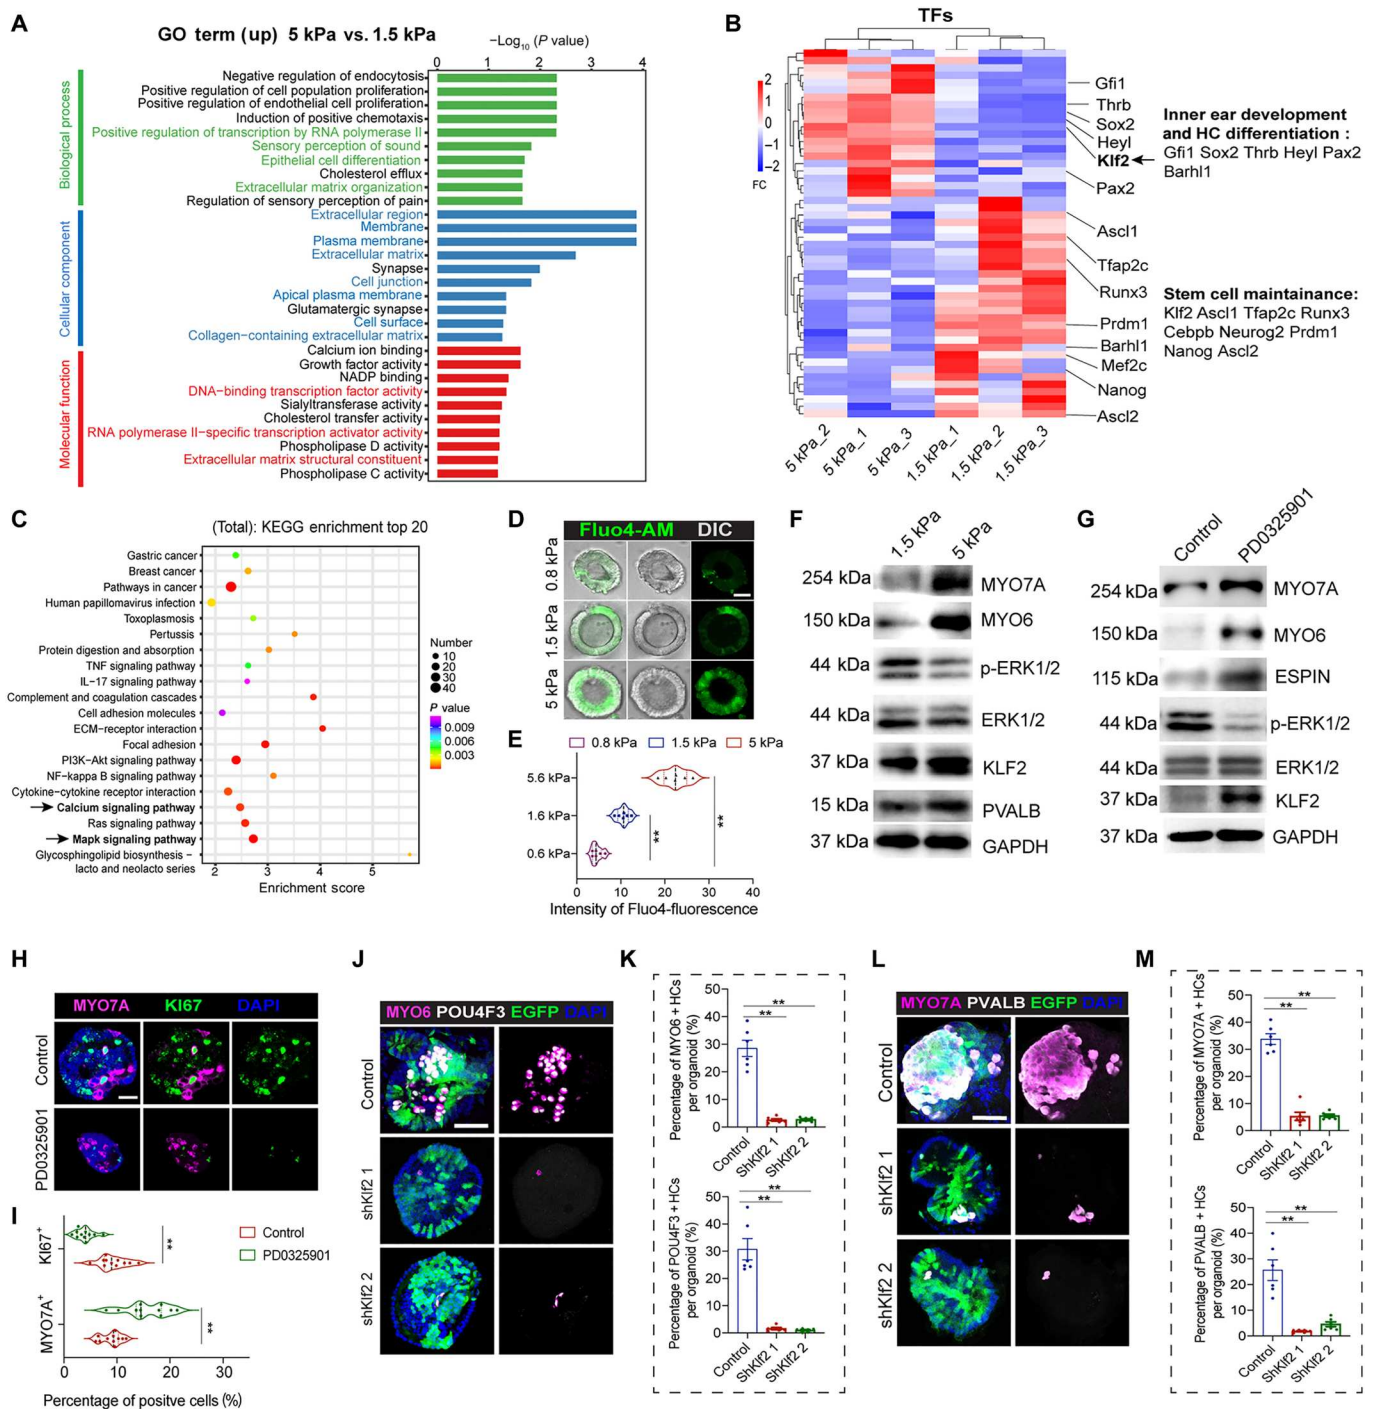 A
GO term (up) 5 kPa vs. 1.5 kPa
−Log10 (P value)
0 1 2 3 4
Biological process
Negative regulation of endocytosis
Positive regulation of cell population proliferation
Positive regulation of endothelial cell proliferation
Induction of positive chemotaxis
Positive regulation of transcription by RNA polymerase II
Sensory perception of sound
Epithelial cell differentiation
Cholesterol efflux
Extracellular matrix organization
Regulation of sensory perception of pain
Cellular component
Extracellular region
Membrane
Plasma membrane
Extracellular matrix
Synapse
Cell junction
Apical plasma membrane
Glutamatergic synapse
Cell surface
Collagen−containing extracellular matrix
Molecular function
Calcium ion binding
Growth factor activity
NADP binding
DNA−binding transcription factor activity
Sialyltransferase activity
Cholesterol transfer activity
RNA polymerase II−specific transcription activator activity
Phospholipase D activity
Extracellular matrix structural constituent
Phospholipase C activity
B
TFs
2
1
0
−1
−2
FC
Gfi1
Thrb
Sox2
Heyl
Klf2
Pax2
Ascl1
Tfap2c
Runx3
Prdm1
Barhl1
Mef2c
Nanog
Ascl2
5 kPa_2
5 kPa_1
5 kPa_3
1.5 kPa_1
1.5 kPa_2
1.5 kPa_3
Inner ear development
and HC differentiation :
Gfi1 Sox2 Thrb Heyl Pax2
Barhl1
Stem cell maintainance:
Klf2 Ascl1 Tfap2c Runx3
Cebpb Neurog2 Prdm1
Nanog Ascl2
C
(Total): KEGG enrichment top 20
Gastric cancer
Breast cancer
Pathways in cancer
Human papillomavirus infection
Toxoplasmosis
Pertussis
Protein digestion and absorption
TNF signaling pathway
IL−17 signaling pathway
Complement and coagulation cascades
Cell adhesion molecules
ECM−receptor interaction
Focal adhesion
PI3K−Akt signaling pathway
NF−kappa B signaling pathway
Cytokine−cytokine receptor interaction
Calcium signaling pathway
Ras signaling pathway
Mapk signaling pathway
Glycosphingolipid biosynthesis −
lacto and neolacto series
2 3 4 5
Enrichment score
Number
10
20
30
40
P value
0.009
0.006
0.003
D
Fluo4-AM DIC
0.8 kPa
1.5 kPa
5 kPa
E
0.8 kPa 1.5 kPa 5 kPa
5.6 kPa
1.6 kPa
0.6 kPa
**
**
0 10 20 30 40
Intensity of Fluo4-fluorescence
F
1.5 kPa
5 kPa
254 kDa MYO7A
150 kDa MYO6
44 kDa p-ERK1/2
44 kDa ERK1/2
37 kDa KLF2
15 kDa PVALB
37 kDa GAPDH
G
Control
PD0325901
254 kDa MYO7A
150 kDa MYO6
115 kDa ESPIN
44 kDa p-ERK1/2
44 kDa ERK1/2
37 kDa KLF2
37 kDa GAPDH
H
MYO7A KI67 DAPI
Control
PD0325901
I
KI67+
MYO7A+
**
**
Control
PD0325901
0 10 20 30
Percentage of positve cells (%)
J
MYO6 POU4F3 EGFP DAPI
Control
shKlf2 1
shKlf2 2
K
Percentage of MYO6 + HCs
per organoid (%)
50
40
30
20
10
0
**
**
Control
ShKlf2 1
ShKlf2 2
Percentage of POU4F3 + HCs
per organoid (%)
50
40
30
20
10
0
**
**
Control
ShKlf2 1
ShKlf2 2
L
MYO7A PVALB EGFP DAPI
Control
shKlf2 1
shKlf2 2
M
Percentage of MYO7A + HCs
per organoid (%)
50
40
30
20
10
0
**
**
Control
ShKlf2 1
ShKlf2 2
Percentage of PVALB + HCs
per organoid (%)
50
40
30
20
10
0
**
**
Control
ShKlf2 1
ShKlf2 2